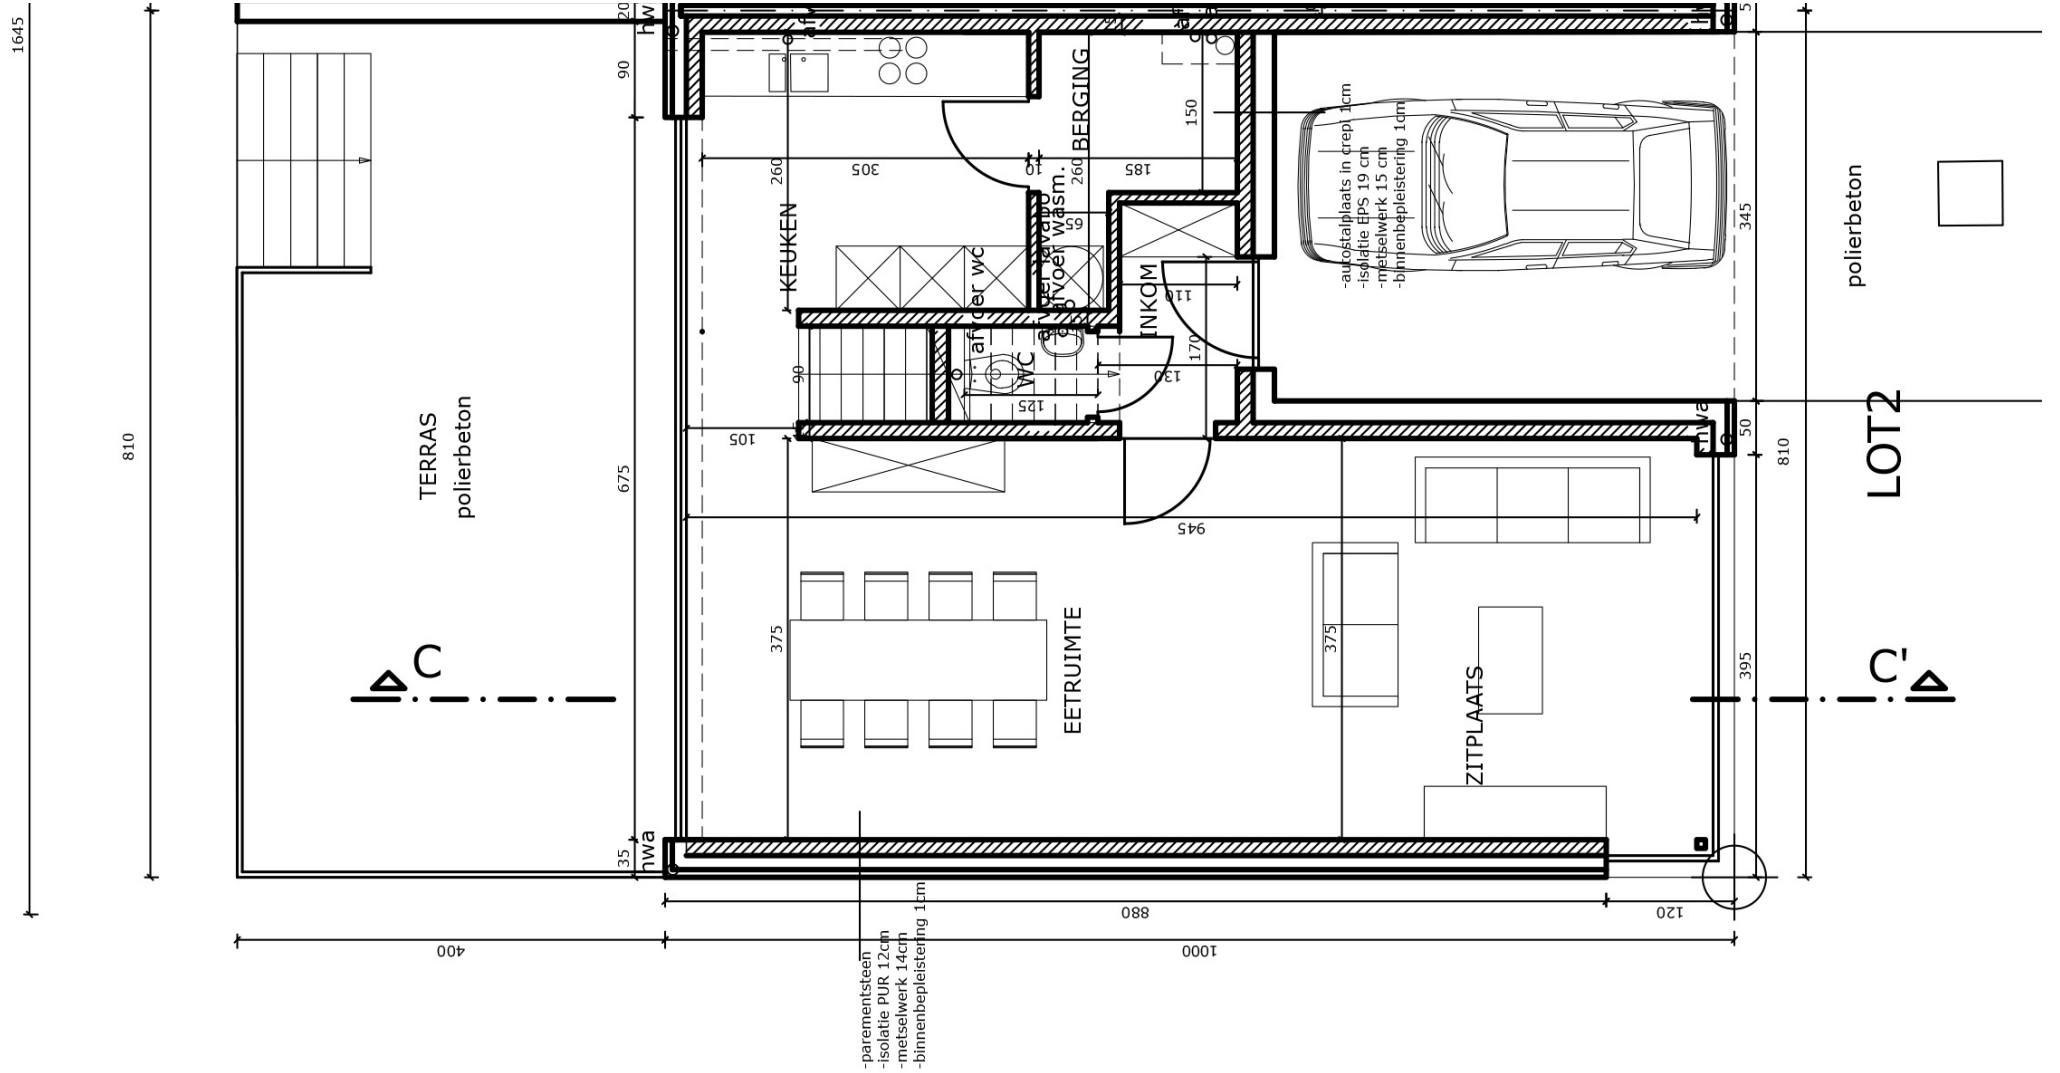 1645
810
TERRAS
polierbeton
20
90
675
35
hw
hwa
KEUKEN
260
305
10
185
BERGING
260
150
65
afvoer wc
afvoer lavabo
afvoer wasm.
INKOM
110
170
130
WC
125
90
105
945
375
EETRUIMTE
375
ZITPLAATS
-autostalplaats in crepi 1cm
-isolatie EPS 19 cm
-metselwerk 15 cm
-binnenbepleistering 1cm
hwa
5
345
50
395
810
polierbeton
LOT2
C
C'
880
120
400
1000
-parementsteen
-isolatie PUR 12cm
-metselwerk 14cm
-binnenbepleistering 1cm